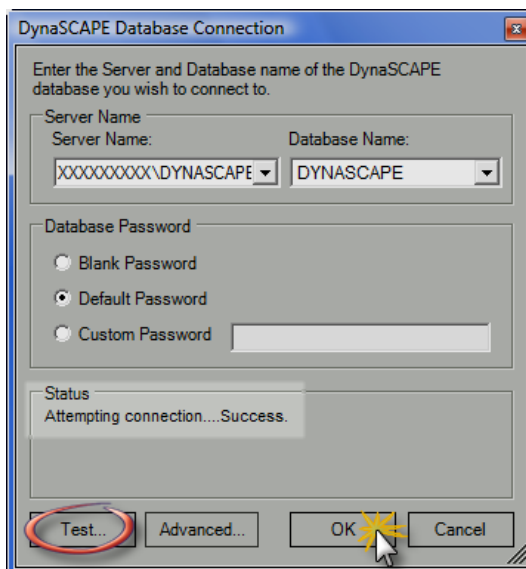 DynaSCAPE Database Connection
Enter the Server and Database name of the DynaSCAPE
database you wish to connect to.
Server Name
Server Name: Database Name:
XXXXXXXXX\DYNASCAPE DYNASCAPE
Database Password
Blank Password
Default Password
Custom Password
Status
Attempting connection....Success.
Test... Advanced... OK Cancel